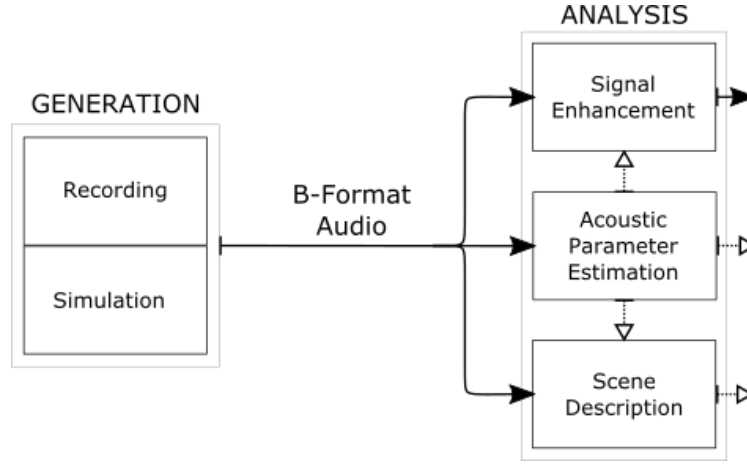 GENERATION
Recording
Simulation
B-Format
Audio
ANALYSIS
Signal
Enhancement
Acoustic
Parameter
Estimation
Scene
Description